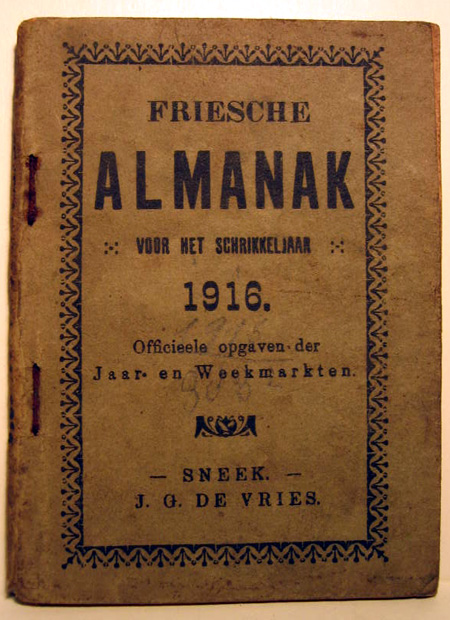 FRIESCHE
ALMANAK
VOOR HET SCHRIKKELJAAR
1916.
Officieele opgaven der
Jaar- en Weekmarkten.
— SNEEK. —
J. G. DE VRIES.